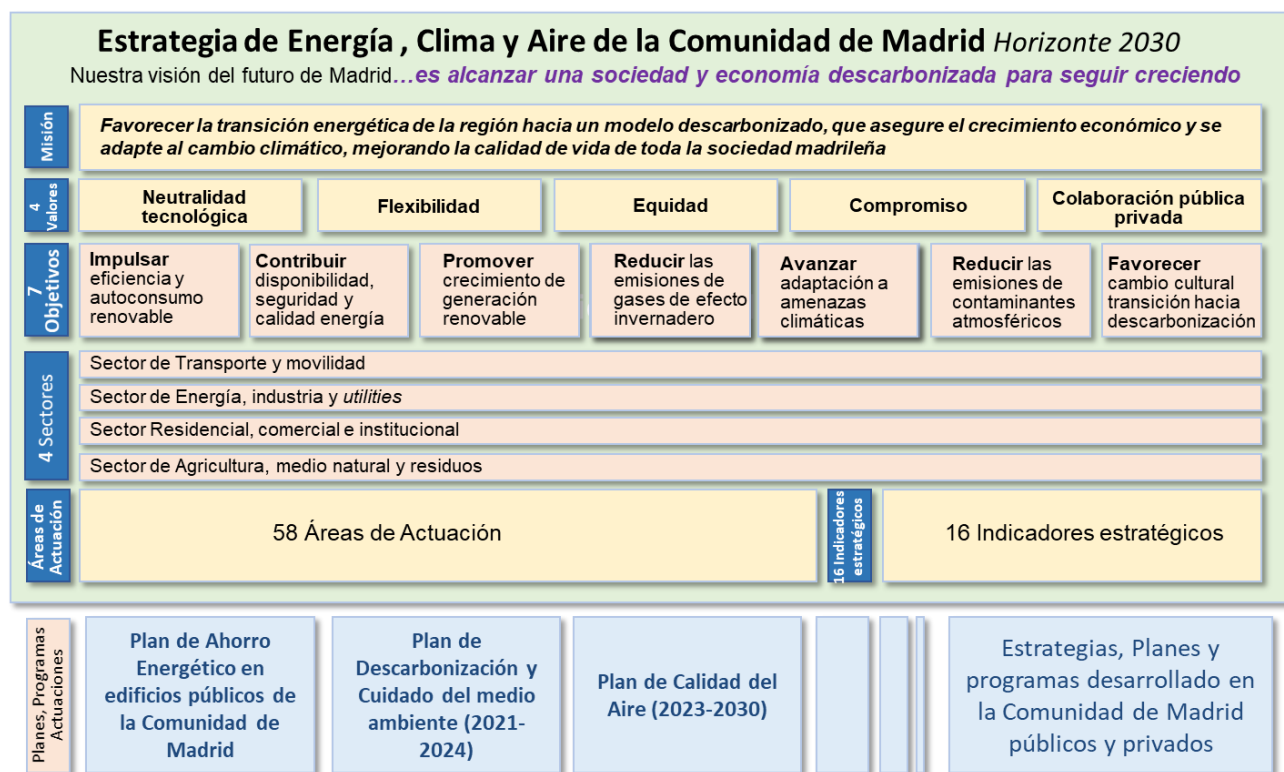 Estrategia de Energía , Clima y Aire de la Comunidad de Madrid Horizonte 2030
Nuestra visión del futuro de Madrid...es alcanzar una sociedad y economía descarbonizada para seguir creciendo
Misión
Favorecer la transición energética de la región hacia un modelo descarbonizado, que asegure el crecimiento económico y se
adapte al cambio climático, mejorando la calidad de vida de toda la sociedad madrileña
4
Valores
Neutralidad
tecnológica
Flexibilidad
Equidad
Compromiso
Colaboración pública
privada
7
Objetivos
Impulsar
eficiencia y
autoconsumo
renovable
Contribuir
disponibilidad,
seguridad y
calidad energía
Promover
crecimiento de
generación
renovable
Reducir las
emisiones de
gases de efecto
invernadero
Avanzar
adaptación a
amenazas
climáticas
Reducir las
emisiones de
contaminantes
atmosféricos
Favorecer
cambio cultural
transición hacia
descarbonización
4 Sectores
Sector de Transporte y movilidad
Sector de Energía, industria y utilities
Sector Residencial, comercial e institucional
Sector de Agricultura, medio natural y residuos
Áreas de
Actuación
58 Áreas de Actuación
16 Indicadores
estratégicos
16 Indicadores estratégicos
Planes, Programas
Actuaciones
Plan de Ahorro
Energético en
edificios públicos de
la Comunidad de
Madrid
Plan de
Descarbonización y
Cuidado del medio
ambiente (2021-
2024)
Plan de Calidad del
Aire (2023-2030)
Estrategias, Planes y
programas desarrollado en
la Comunidad de Madrid
públicos y privados